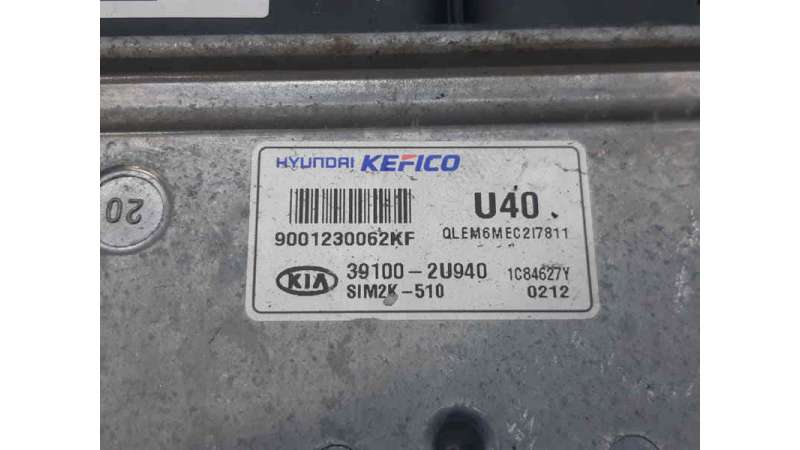 HYUNDAI KEFICO
9001230062KF
U40
QLEM6MEC2I7811
KIA 39100-2U940 1C84627Y
SIM2K-510 0212
20